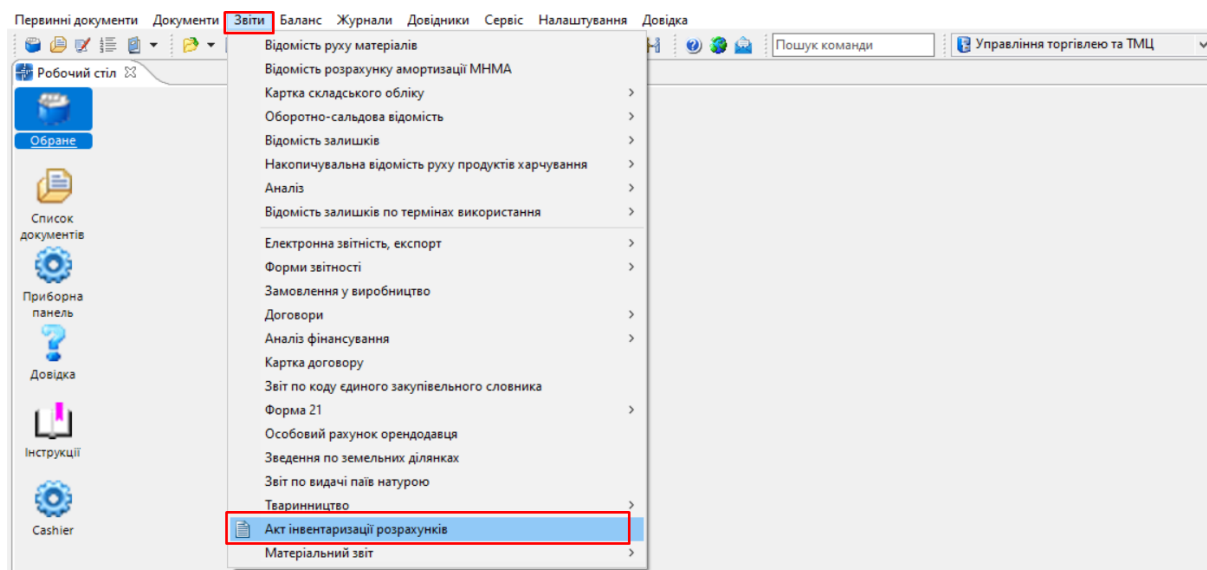 Первинні документи Документи Звіти Баланс Журнали Довідники Сервіс Налаштування Довідка
Пошук команди
Управління торгівлею та ТМЦ
Робочий стіл
Обране
Список
документів
Приборна
панель
Довідка
Інструкції
Cashier
Відомість руху матеріалів
Відомість розрахунку амортизації МНМА
Картка складського обліку
Оборотно-сальдова відомість
Відомість залишків
Накопичувальна відомість руху продуктів харчування
Аналіз
Відомість залишків по термінах використання
Електронна звітність, експорт
Форми звітності
Замовлення у виробництво
Договори
Аналіз фінансування
Картка договору
Звіт по коду єдиного закупівельного словника
Форма 21
Особовий рахунок орендодавця
Зведення по земельних ділянках
Звіт по видачі паїв натурою
Тваринництво
Акт інвентаризації розрахунків
Матеріальний звіт